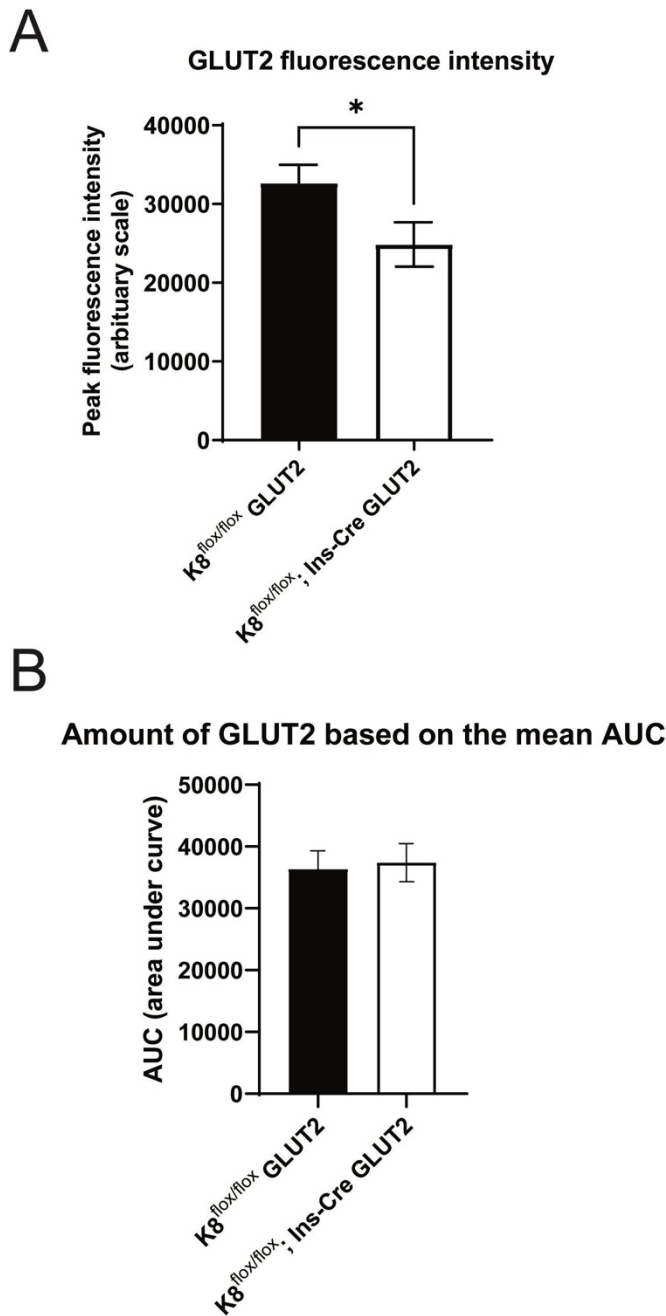 A
GLUT2 fluorescence intensity
Peak fluorescence intensity
(arbituary scale)
40000
30000
20000
10000
0
*
K8flox/flox GLUT2
K8flox/flox; Ins-Cre GLUT2
B
Amount of GLUT2 based on the mean AUC
AUC (area under curve)
50000
40000
30000
20000
10000
0
K8flox/flox GLUT2
K8flox/flox; Ins-Cre GLUT2